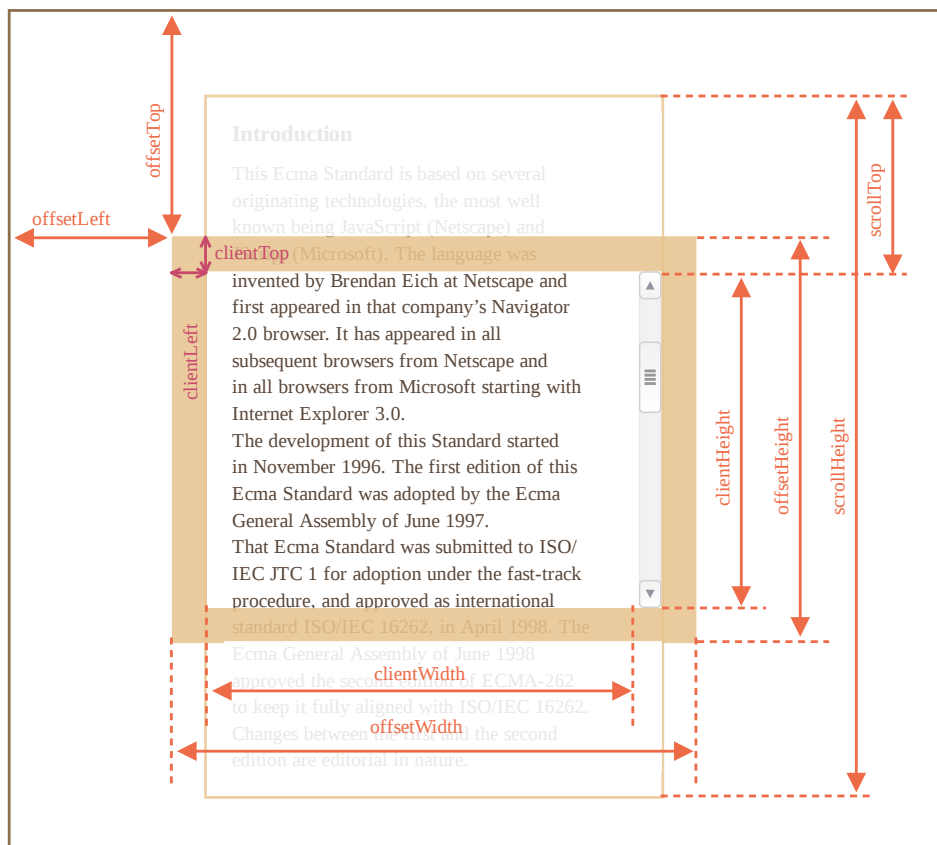 offsetTop
offsetLeft
Introduction
This Ecma Standard is based on several
originating technologies, the most well
known being JavaScript (Netscape) and
(Microsoft). The language was
clientTop
invented by Brendan Eich at Netscape and
first appeared in that company’s Navigator
2.0 browser. It has appeared in all
subsequent browsers from Netscape and
in all browsers from Microsoft starting with
Internet Explorer 3.0.
The development of this Standard started
in November 1996. The first edition of this
Ecma Standard was adopted by the Ecma
General Assembly of June 1997.
That Ecma Standard was submitted to ISO/
IEC JTC 1 for adoption under the fast-track
procedure, and approved as international
standard ISO/IEC 16262, in April 1998. The
Ecma General Assembly of June 1998
approved the second edition of ECMA-262
to keep it fully aligned with ISO/IEC 16262.
Changes between the first and the second
edition are editorial in nature.
clientLeft
clientWidth
offsetWidth
clientHeight
offsetHeight
scrollHeight
scrollTop